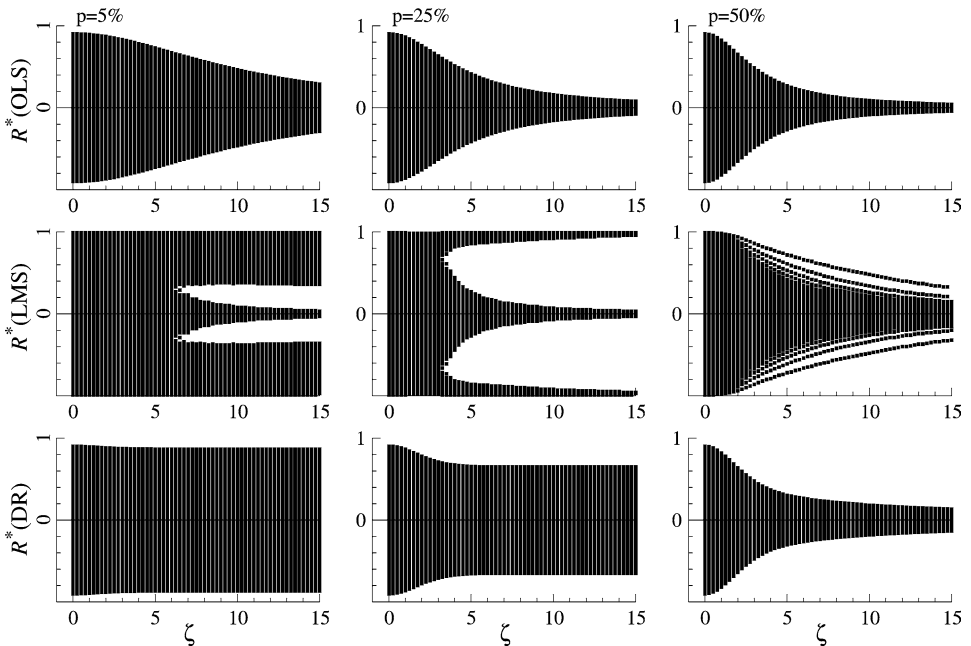 p=5% p=25% p=50%
1 1 1
R*(OLS) 0 0 0
0 5 10 15 0 5 10 15 0 5 10 15
1 1 1
R*(LMS) 0 0 0
0 5 10 15 0 5 10 15 0 5 10 15
1 1 1
R*(DR) 0 0 0
0 5 10 15 0 5 10 15 0 5 10 15
ζ ζ ζ